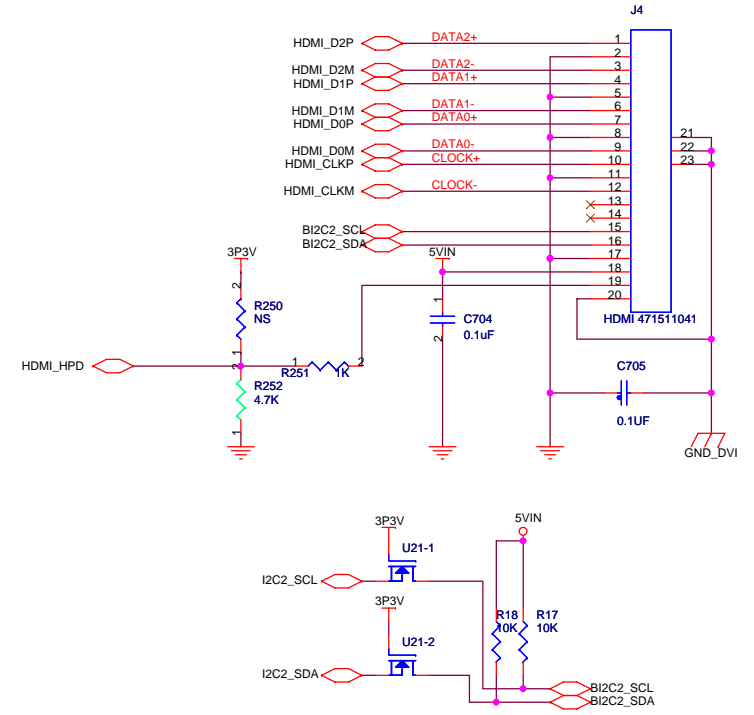 J4
HDMI_D2P DATA2+ 1
2
HDMI_D2M DATA2- 3
HDMI_D1P DATA1+ 4
5
HDMI_D1M DATA1- 6
HDMI_D0P DATA0+ 7
8 21
HDMI_D0M DATA0- 9 22
HDMI_CLKP CLOCK+ 10 23
11
HDMI_CLKM CLOCK- 12
13
14
BI2C2_SCL 15
BI2C2_SDA 16
3P3V 5VIN 17
18
19
20
HDMI 471511041
2 R250 NS 1
1 C704 0.1uF 2
HDMI_HPD
1 R251 1K 2
2 R252 4.7K 1
C705
0.1UF
GND_DVI
3P3V 5VIN
U21-1
I2C2_SCL
3P3V
R18 10K
R17 10K
U21-2
I2C2_SDA
BI2C2_SCL
BI2C2_SDA